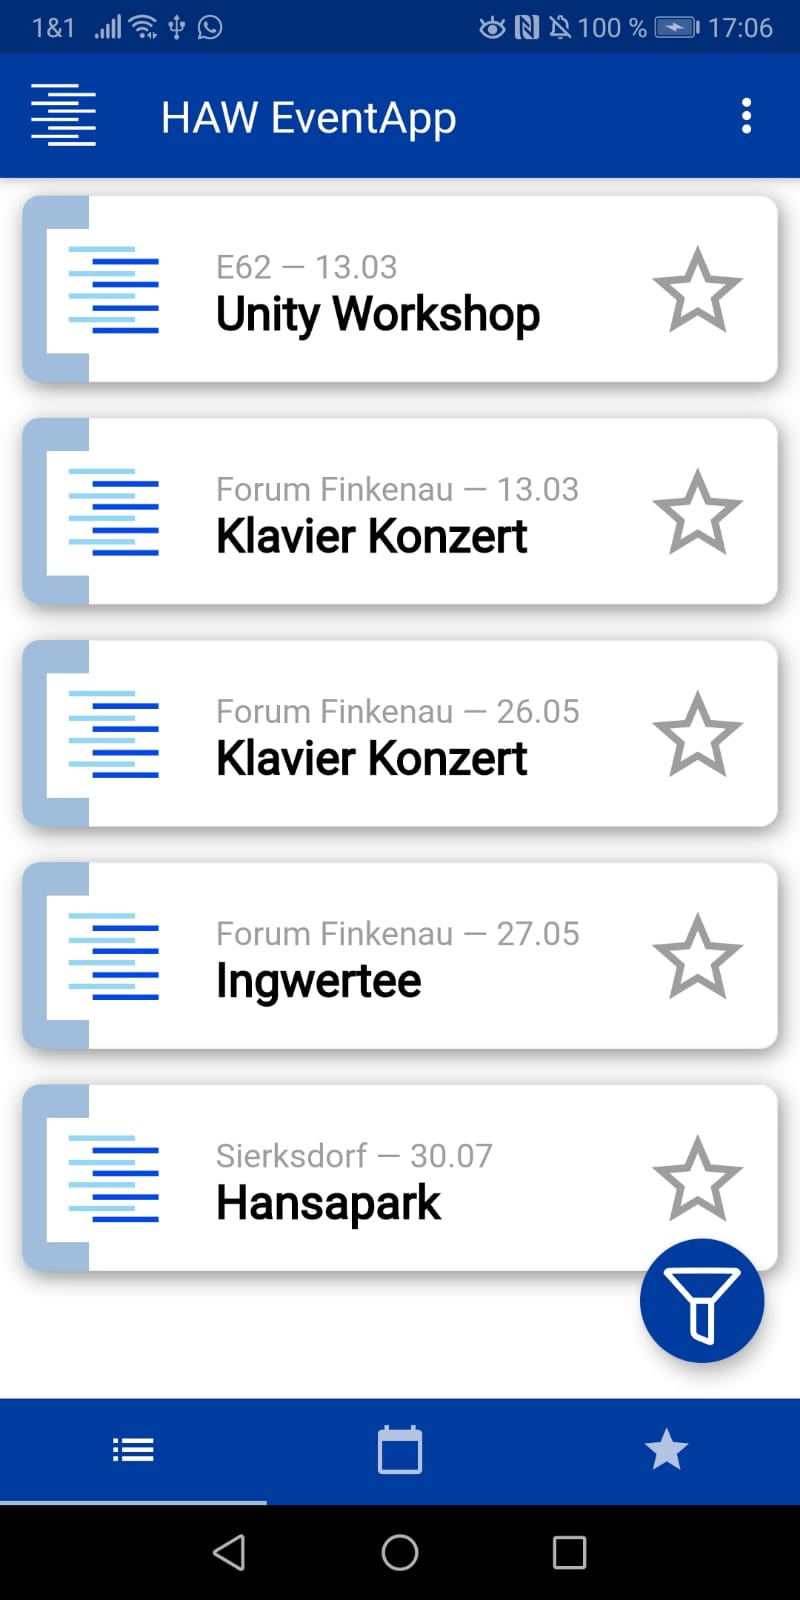 1&1 100 % 17:06
HAW EventApp
E62 — 13.03
Unity Workshop
Forum Finkenau — 13.03
Klavier Konzert
Forum Finkenau — 26.05
Klavier Konzert
Forum Finkenau — 27.05
Ingwertee
Sierksdorf — 30.07
Hansapark